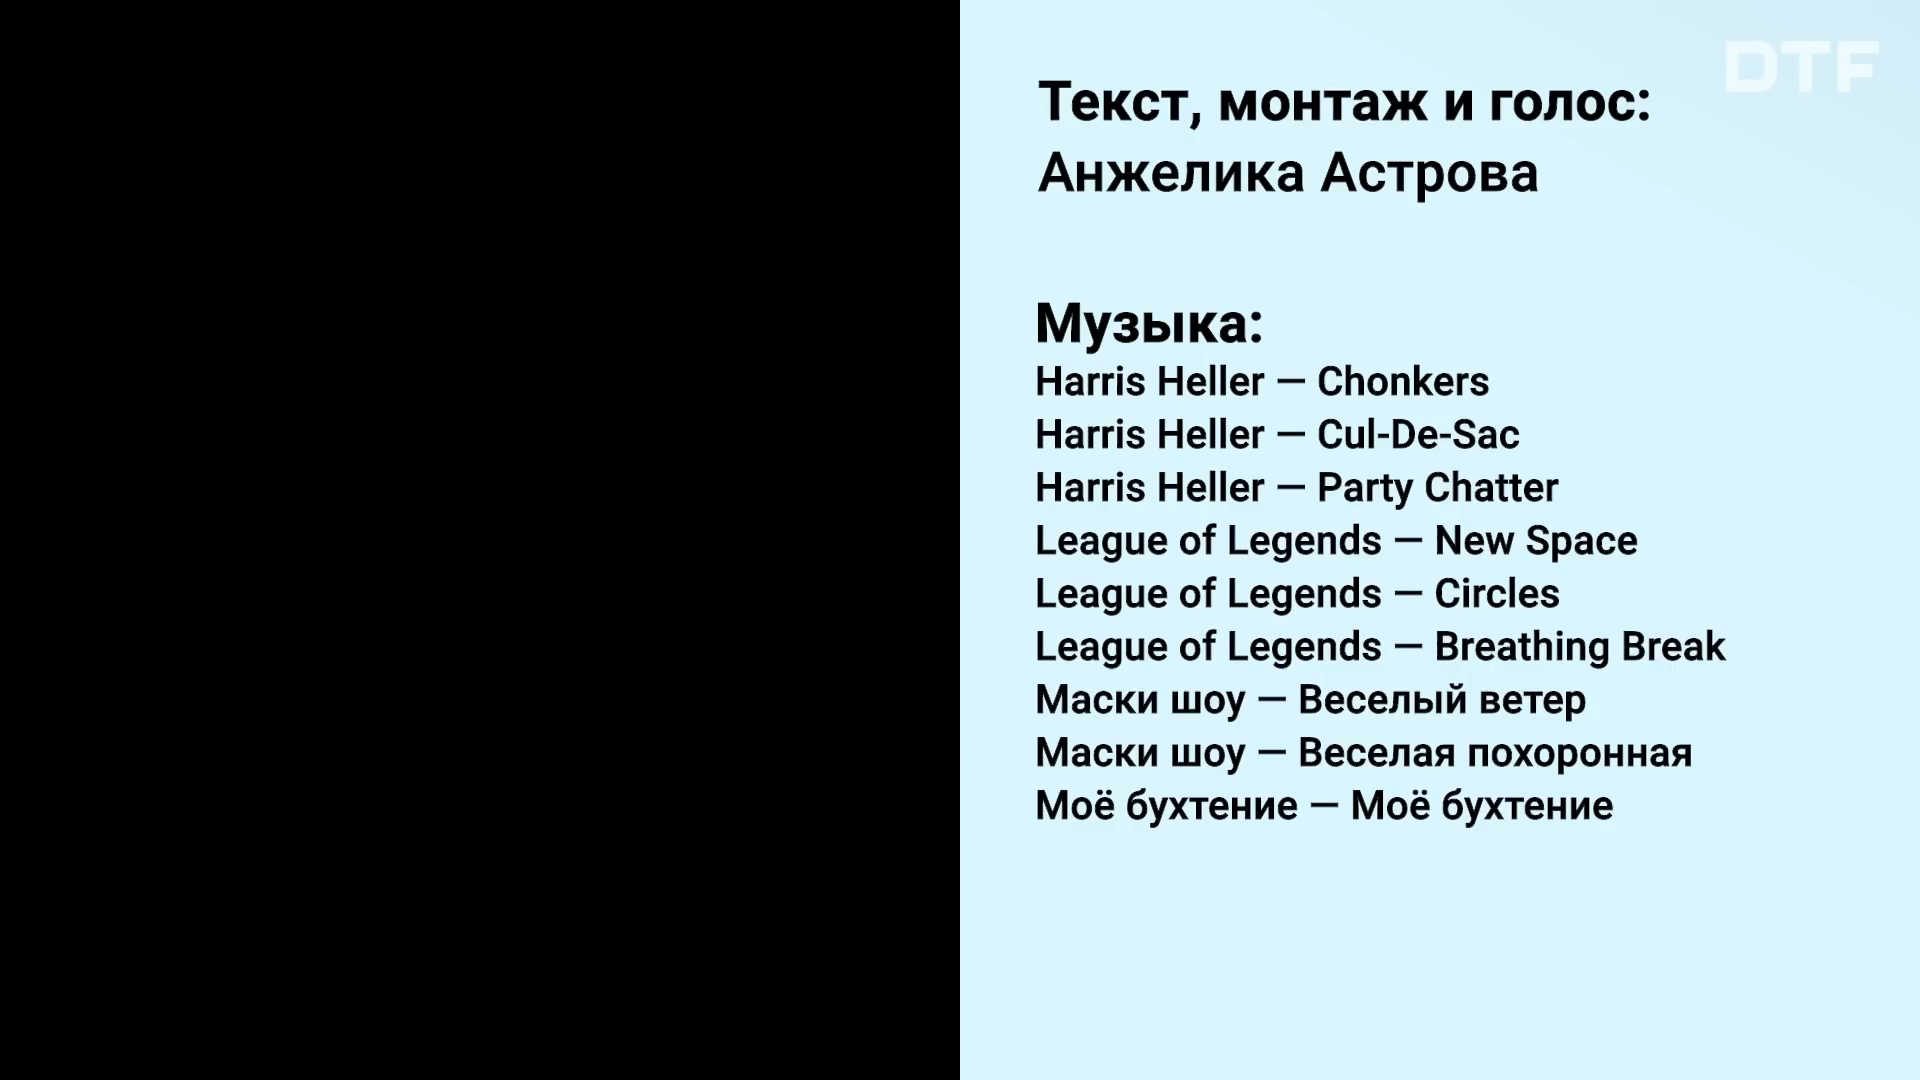 DTF
Текст, монтаж и голос:
Анжелика Астрова
Музыка:
Harris Heller — Chonkers
Harris Heller — Cul-De-Sac
Harris Heller — Party Chatter
League of Legends — New Space
League of Legends — Circles
League of Legends — Breathing Break
Маски шоу — Веселый ветер
Маски шоу — Веселая похоронная
Моё бухтение — Моё бухтение